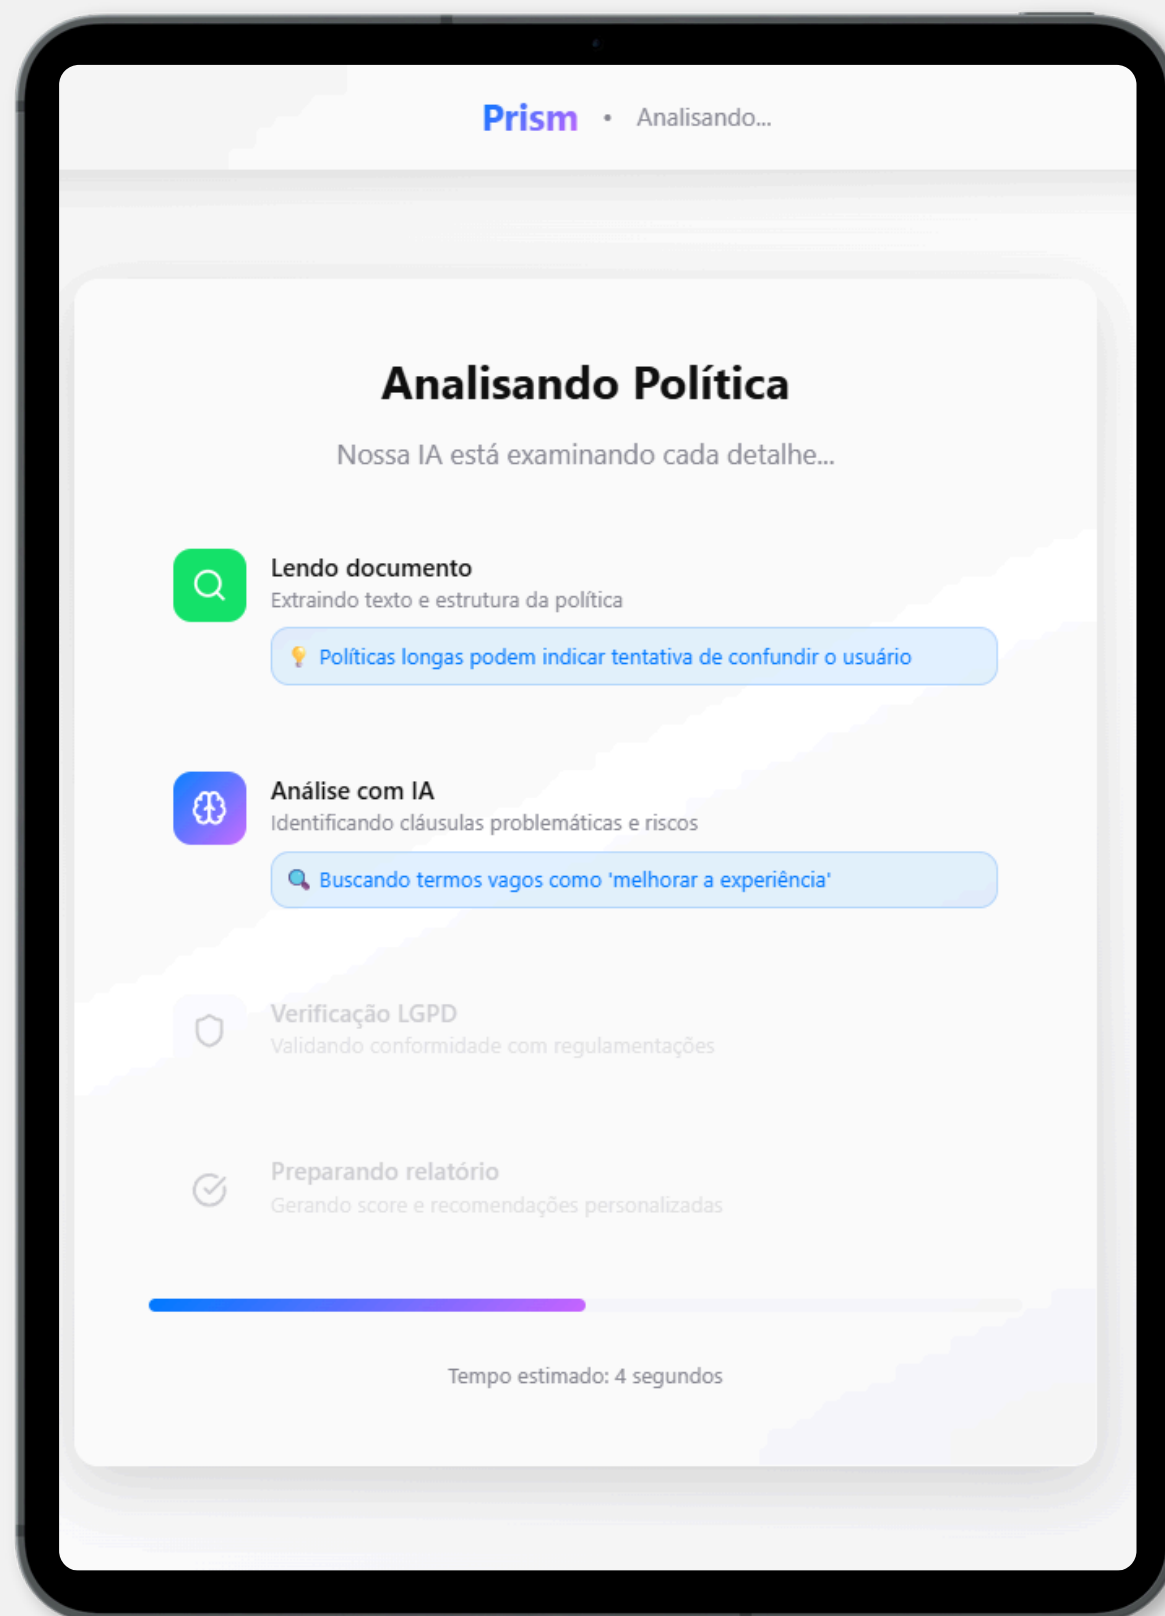 Prism • Analisando...
Analisando Política
Nossa IA está examinando cada detalhe...
Lendo documento
Extraindo texto e estrutura da política
💡 Políticas longas podem indicar tentativa de confundir o usuário
Análise com IA
Identificando cláusulas problemáticas e riscos
🔍 Buscando termos vagos como 'melhorar a experiência'
Verificação LGPD
Validando conformidade com regulamentações
Preparando relatório
Gerando score e recomendações personalizadas
Tempo estimado: 4 segundos